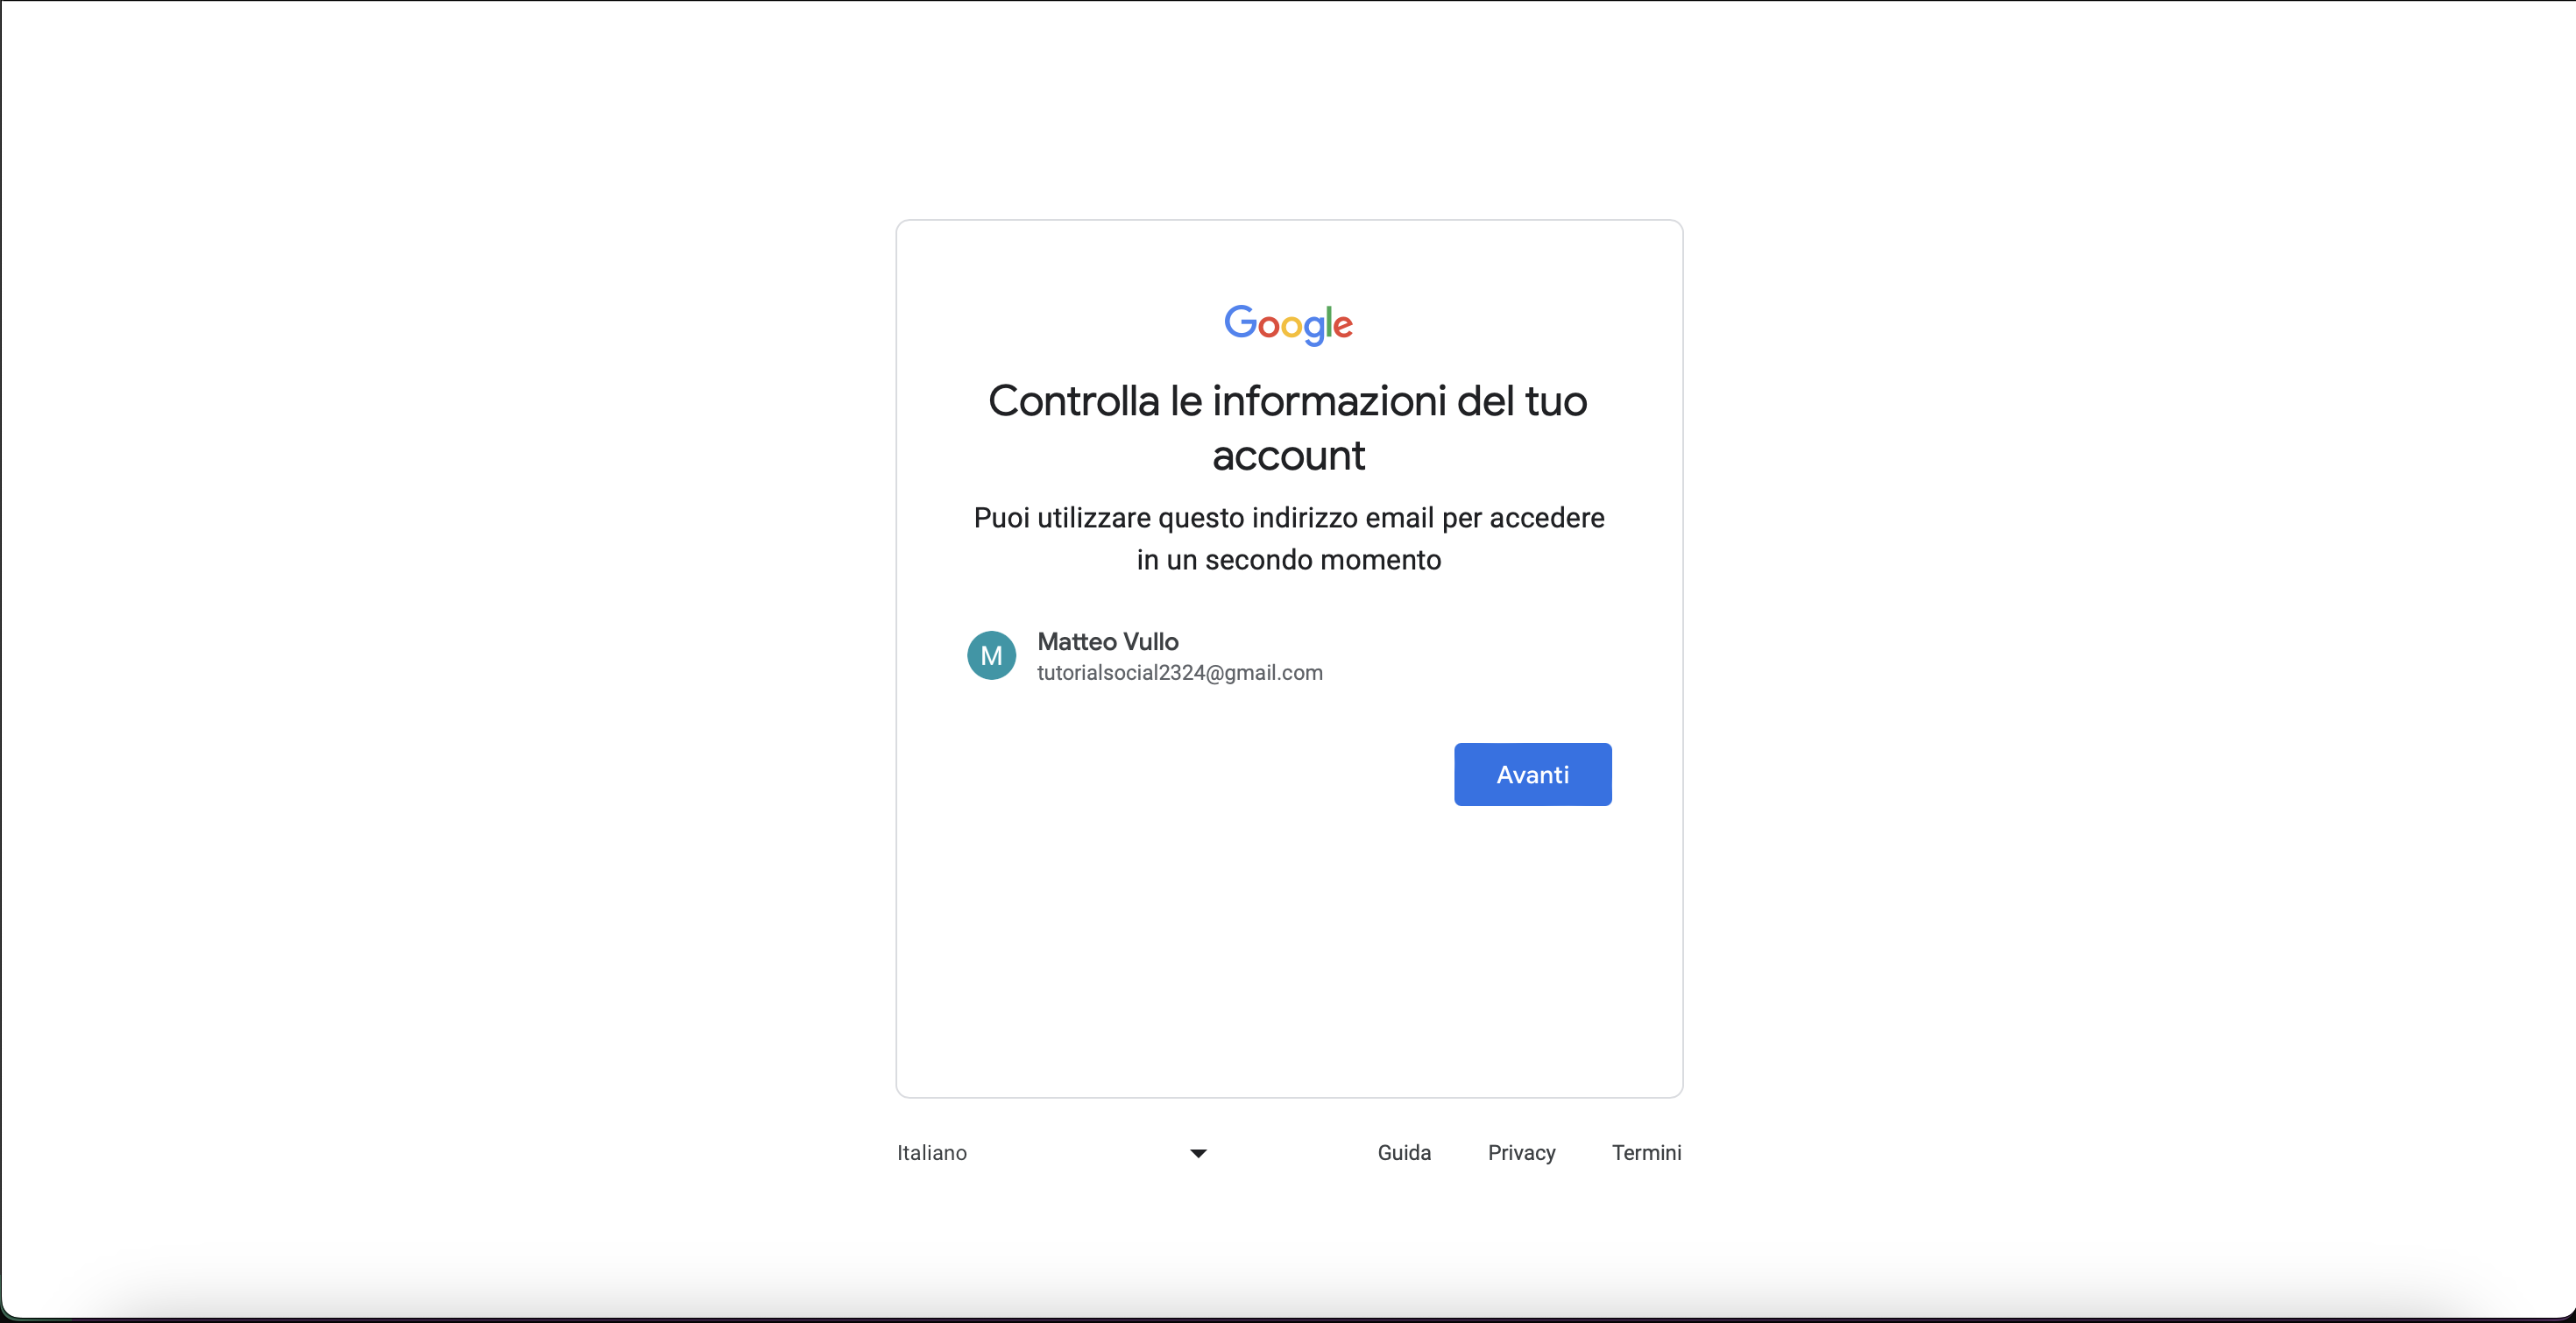 Google
Controlla le informazioni del tuo
account
Puoi utilizzare questo indirizzo email per accedere
in un secondo momento
M
Matteo Vullo
tutorialsocial2324@gmail.com
Avanti
Italiano
Guida Privacy Termini